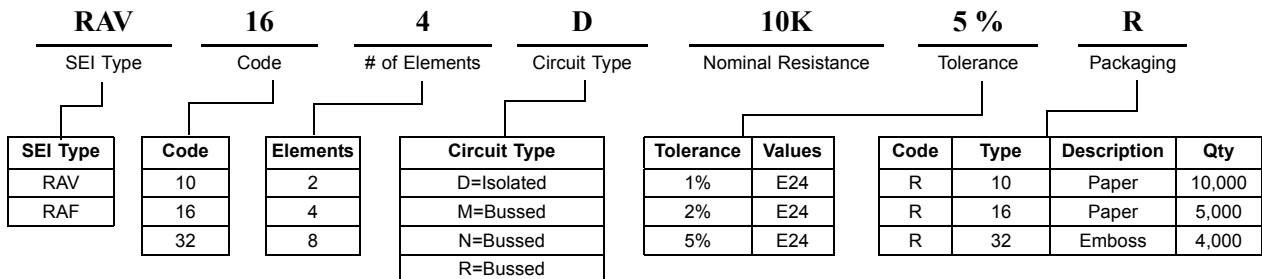 RAV 16 4 D 10K 5 % R
SEI Type Code # of Elements Circuit Type Nominal Resistance Tolerance Packaging
SEI Type Code Elements Circuit Type Tolerance Values Code Type Description Qty
RAV 10 2 D=Isolated 1% E24 R 10 Paper 10,000
RAF 16 4 M=Bussed 2% E24 R 16 Paper 5,000
32 8 N=Bussed 5% E24 R 32 Emboss 4,000
R=Bussed